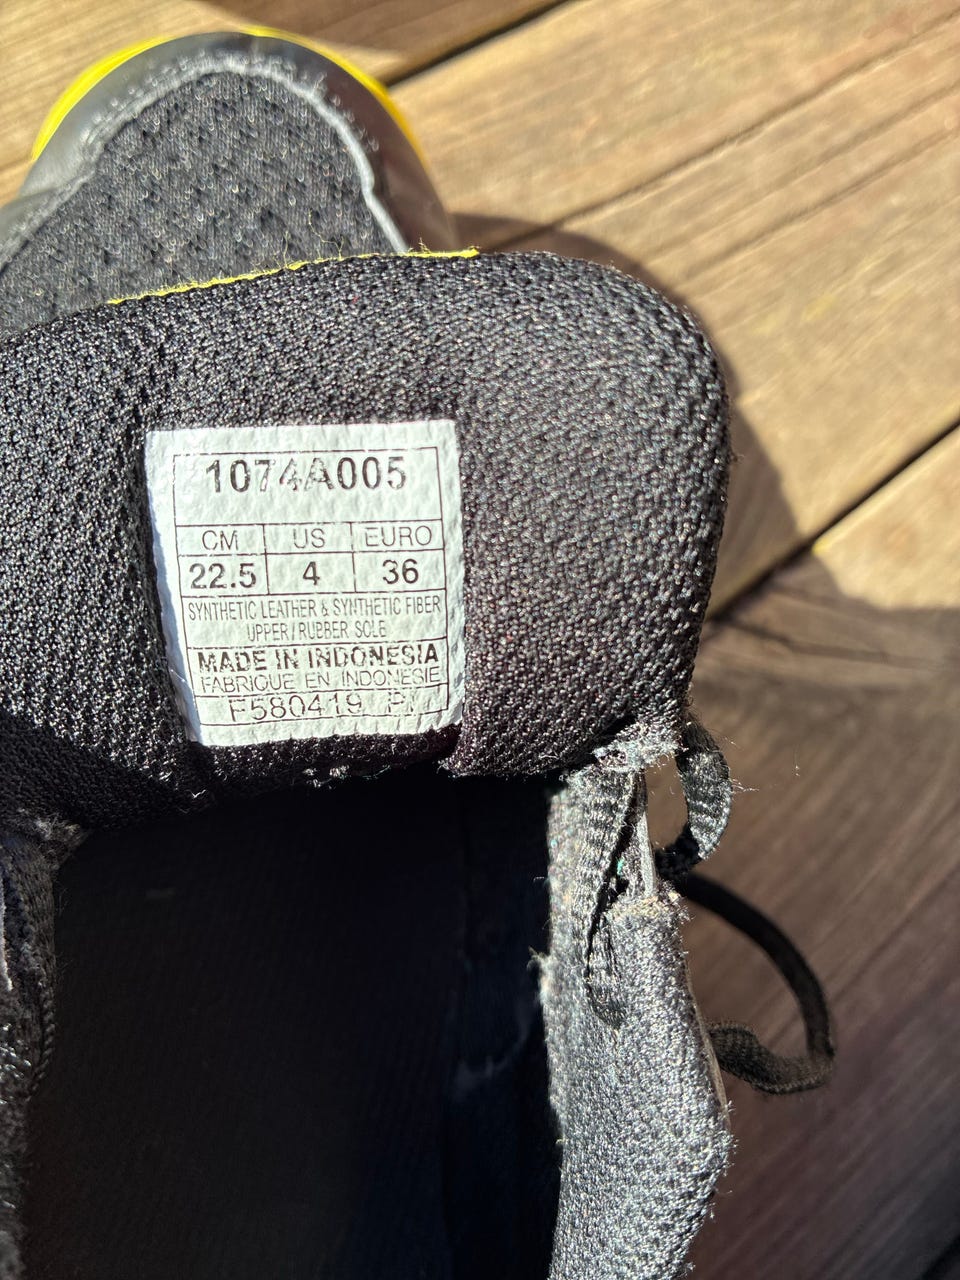 1074A005
CM US EURO
22.5 4 36
SYNTHETIC LEATHER & SYNTHETIC FIBER
UPPER / RUBBER SOLE
MADE IN INDONESIA
FABRIQUE EN INDONESIE
F580419